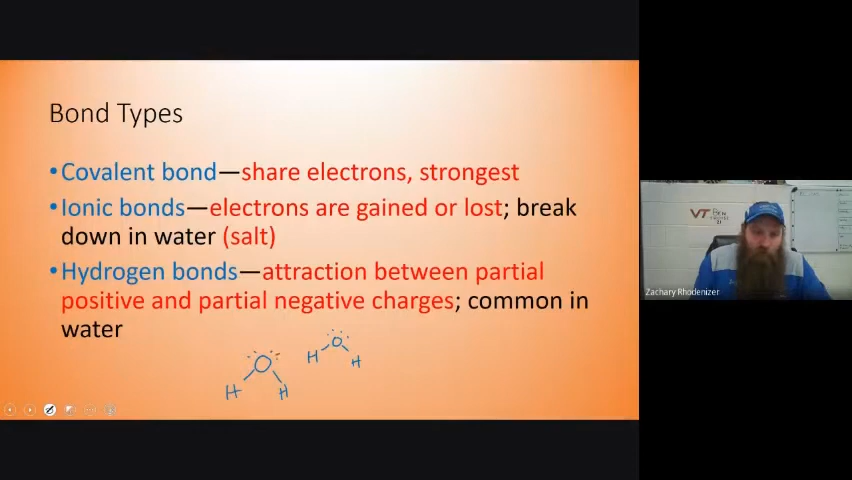 Bond Types
•Covalent bond—share electrons, strongest
•Ionic bonds—electrons are gained or lost; break
down in water (salt)
•Hydrogen bonds—attraction between partial
positive and partial negative charges; common in
water
O
H
H
O
H
H
VT
Zachary Rhodenizer